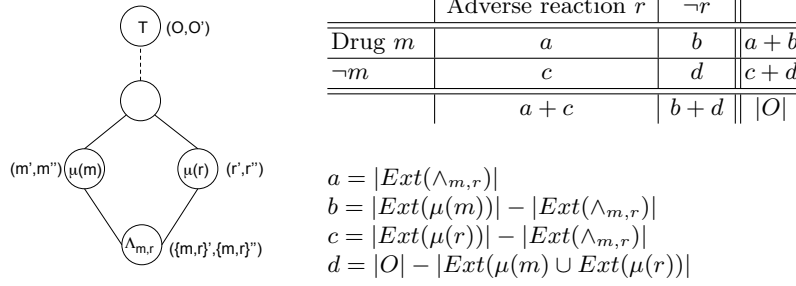 T (O,O')
(m',m'') μ(m) μ(r) (r',r'')
Λm,r ({m,r}',{m,r}'')
Adverse reaction r ¬r
Drug m a b a + b
¬m c d c + d
a + c b + d |O|
a = |Ext(∧m,r)|
b = |Ext(μ(m))| − |Ext(∧m,r)|
c = |Ext(μ(r))| − |Ext(∧m,r)|
d = |O| − |Ext(μ(m) ∪ Ext(μ(r))|